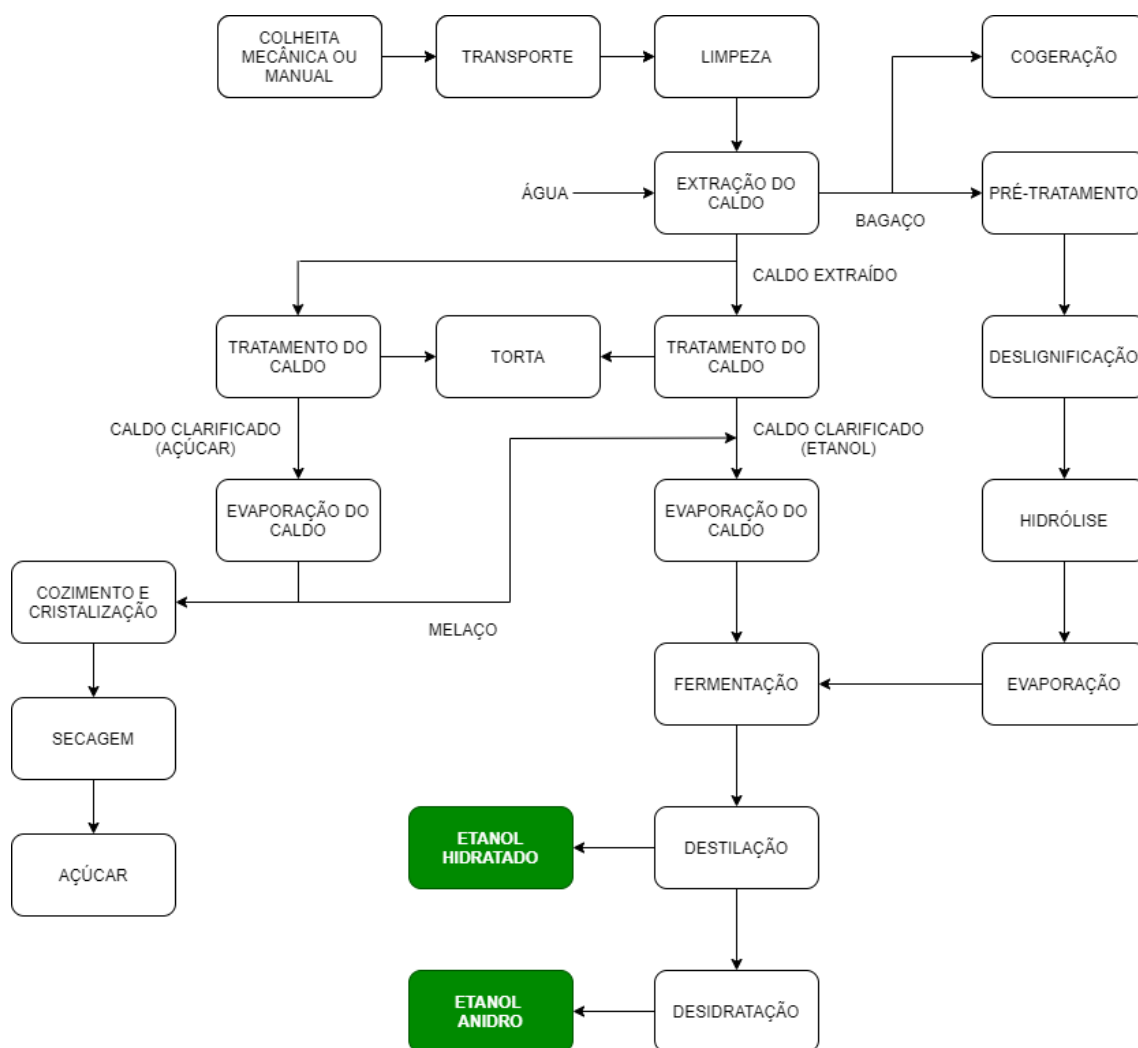 COLHEITA
MECÂNICA OU
MANUAL
TRANSPORTE
LIMPEZA
COGERAÇÃO
ÁGUA
EXTRAÇÃO DO
CALDO
BAGAÇO
PRÉ-TRATAMENTO
CALDO EXTRAÍDO
TRATAMENTO DO
CALDO
TORTA
TRATAMENTO DO
CALDO
DESLIGNIFICAÇÃO
CALDO CLARIFICADO
(AÇÚCAR)
CALDO CLARIFICADO
(ETANOL)
EVAPORAÇÃO DO
CALDO
EVAPORAÇÃO DO
CALDO
HIDRÓLISE
COZIMENTO E
CRISTALIZAÇÃO
MELAÇO
FERMENTAÇÃO
EVAPORAÇÃO
SECAGEM
ETANOL
HIDRATADO
DESTILAÇÃO
AÇÚCAR
ETANOL
ANIDRO
DESIDRATAÇÃO